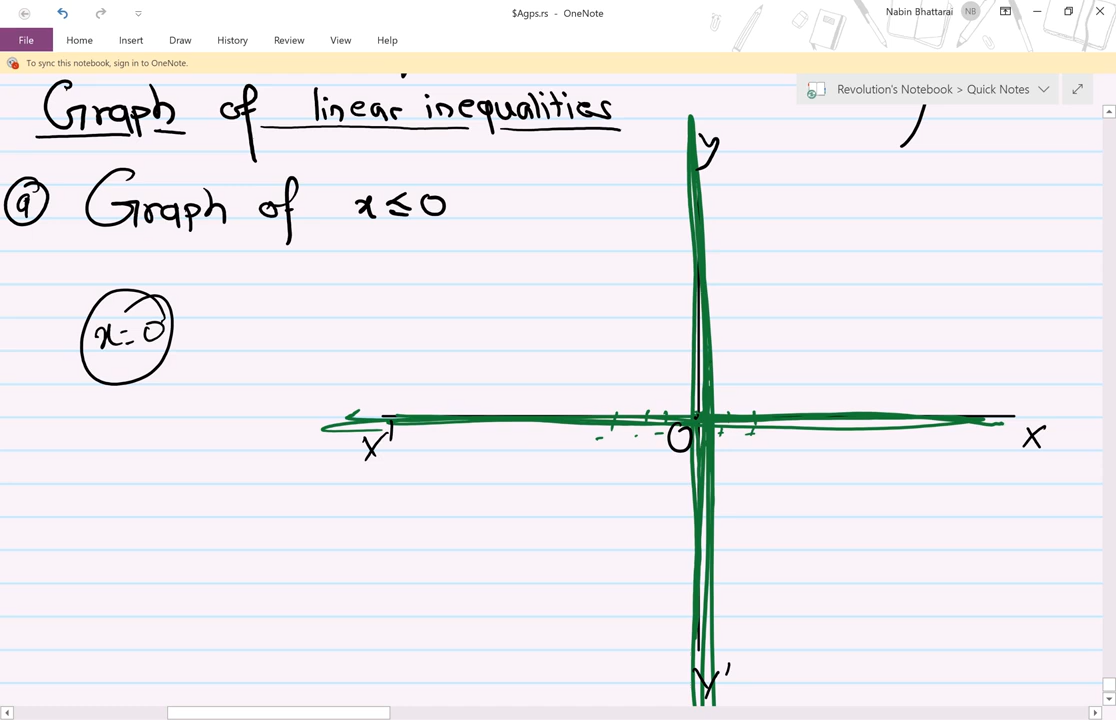 $Agps.rs - OneNote
Nabin Bhattarai NB
File Home Insert Draw History Review View Help
To sync this notebook, sign in to OneNote.
Revolution's Notebook > Quick Notes
Graph of linear inequalities
Graph of x ≤ 0
x = 0
Y
X'
O
X
Y'